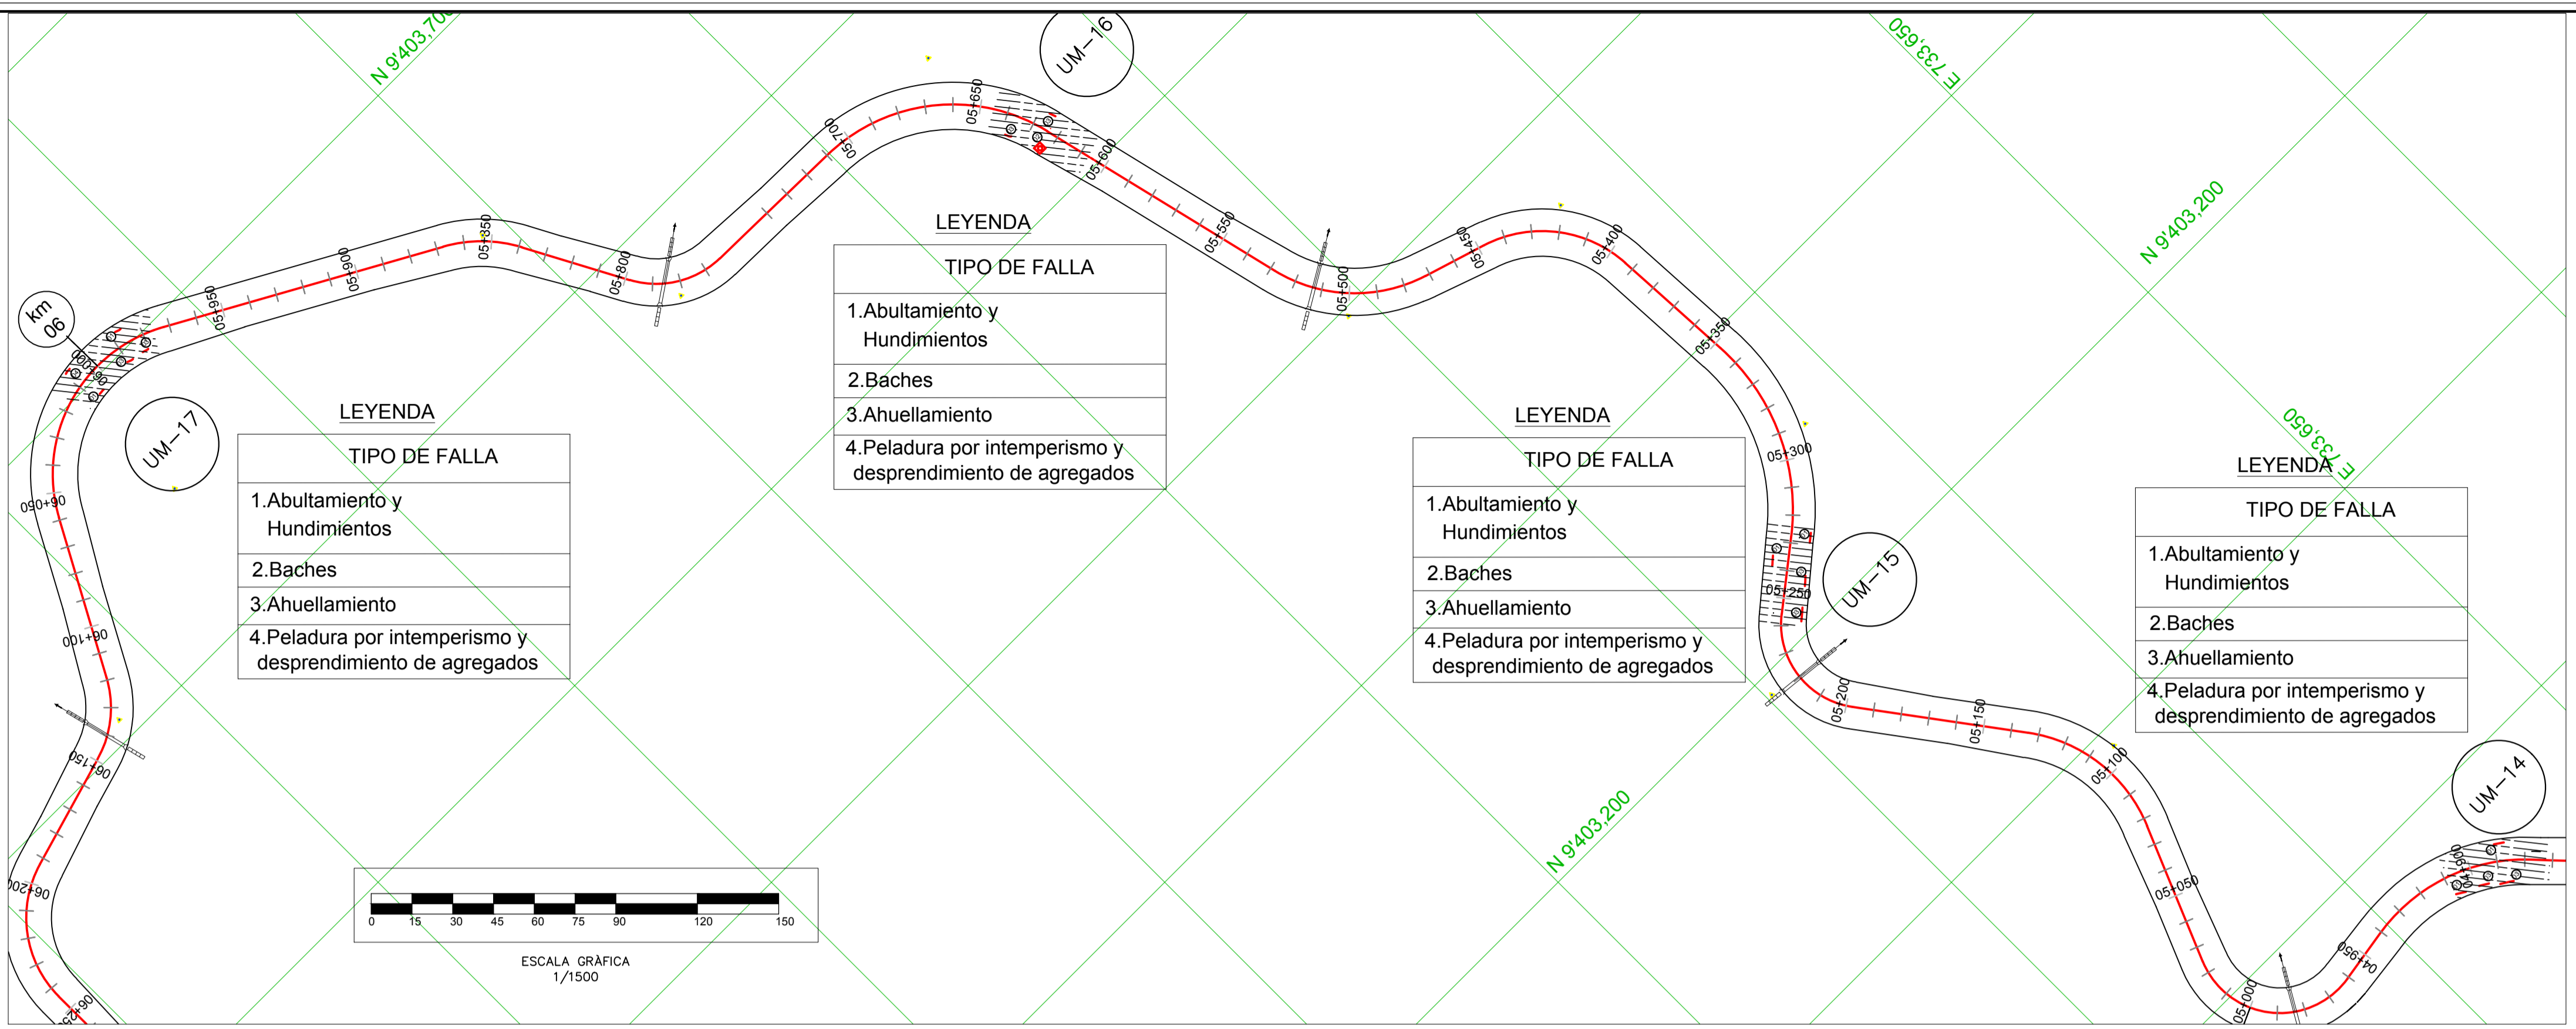 N 9'403,700
UM-16
E 733,650
N 9'403,200
05+650
05+700
05+600
05+550
05+500
05+450
05+400
05+350
05+300
05+250
05+200
05+150
05+100
05+050
05+000
04+950
04+900
05+800
05+850
05+900
05+950
km
06
06+000
06+050
06+100
06+150
06+200
UM-17
LEYENDA
TIPO DE FALLA
1.Abultamiento y
Hundimientos
2.Baches
3.Ahuellamiento
4.Peladura por intemperismo y
desprendimiento de agregados
LEYENDA
TIPO DE FALLA
1.Abultamiento y
Hundimientos
2.Baches
3.Ahuellamiento
4.Peladura por intemperismo y
desprendimiento de agregados
LEYENDA
TIPO DE FALLA
1.Abultamiento y
Hundimientos
2.Baches
3.Ahuellamiento
4.Peladura por intemperismo y
desprendimiento de agregados
UM-15
E 733,650
LEYENDA
TIPO DE FALLA
1.Abultamiento y
Hundimientos
2.Baches
3.Ahuellamiento
4.Peladura por intemperismo y
desprendimiento de agregados
UM-14
N 9'403,200
0 15 30 45 60 75 90 120 150
ESCALA GRÀFICA
1/1500